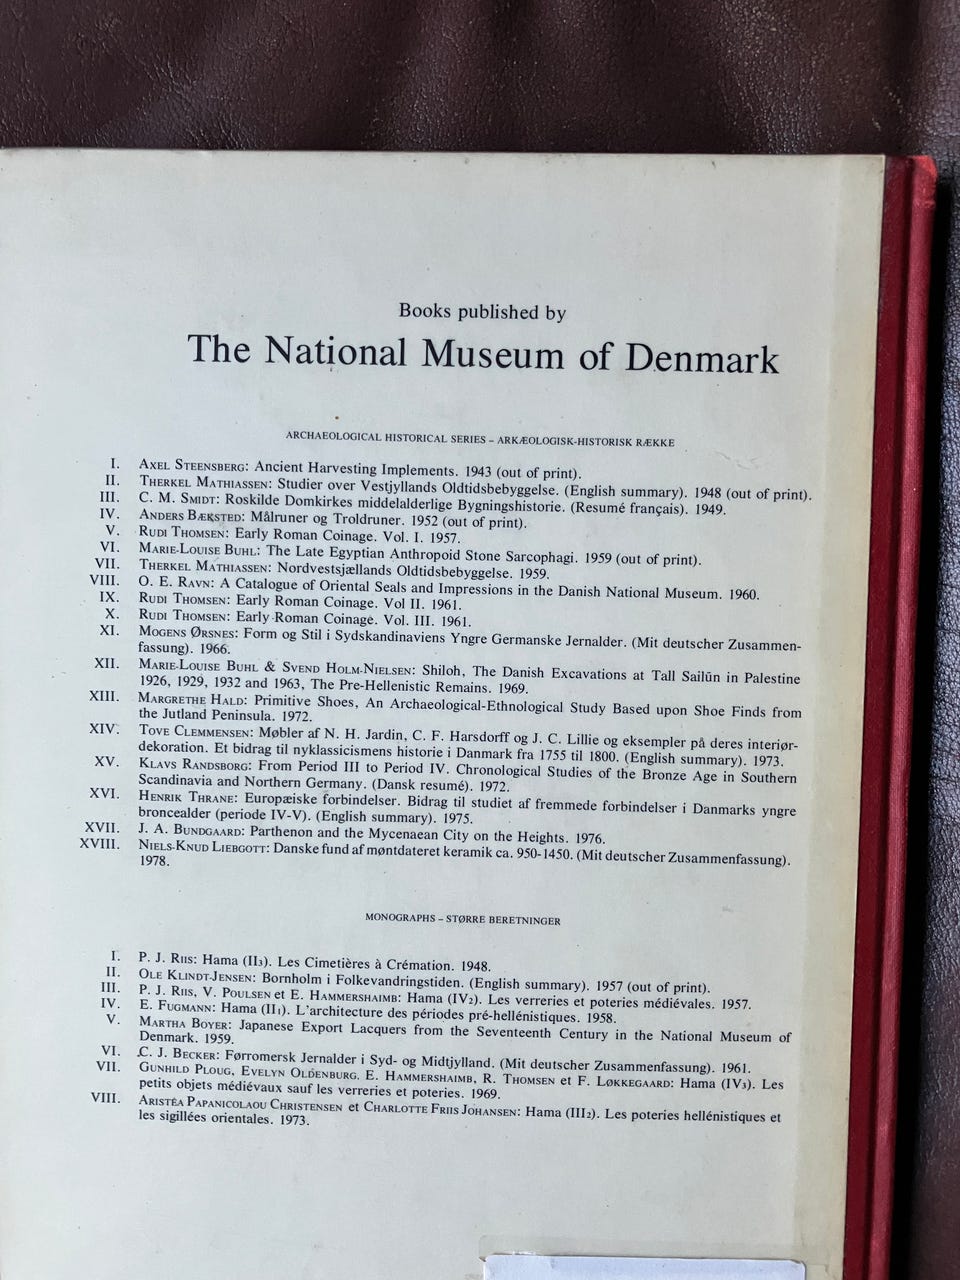 Books published by
The National Museum of Denmark
ARCHAEOLOGICAL HISTORICAL SERIES – ARKÆOLOGISK-HISTORISK RÆKKE
I. AXEL STEENSBERG: Ancient Harvesting Implements. 1943 (out of print).
II. THERKEL MATHIASSEN: Studier over Vestjyllands Oldtidsbebyggelse. (English summary). 1948 (out of print).
III. C. M. SMIDT: Roskilde Domkirkes middelalderlige Bygningshistorie. (Resumé français). 1949.
IV. ANDERS BÆKSTED: Målruner og Troldruner. 1952 (out of print).
V. RUDI THOMSEN: Early Roman Coinage. Vol. I. 1957.
VI. MARIE-LOUISE BUHL: The Late Egyptian Anthropoid Stone Sarcophagi. 1959 (out of print).
VII. THERKEL MATHIASSEN: Nordvestsjællands Oldtidsbebyggelse. 1959.
VIII. O. E. RAVN: A Catalogue of Oriental Seals and Impressions in the Danish National Museum. 1960.
IX. RUDI THOMSEN: Early Roman Coinage. Vol II. 1961.
X. RUDI THOMSEN: Early Roman Coinage. Vol. III. 1961.
XI. MOGENS ØRSNES: Form og Stil i Sydskandinaviens Yngre Germanske Jernalder. (Mit deutscher Zusammen-
fassung). 1966.
XII. MARIE-LOUISE BUHL & SVEND HOLM-NIELSEN: Shiloh, The Danish Excavations at Tall Sailūn in Palestine
1926, 1929, 1932 and 1963, The Pre-Hellenistic Remains. 1969.
XIII. MARGRETHE HALD: Primitive Shoes, An Archaeological-Ethnological Study Based upon Shoe Finds from
the Jutland Peninsula. 1972.
XIV. TOVE CLEMMENSEN: Møbler af N. H. Jardin, C. F. Harsdorff og J. C. Lillie og eksempler på deres interiør-
dekoration. Et bidrag til nyklassicismens historie i Danmark fra 1755 til 1800. (English summary). 1973.
XV. KLAVS RANDSBORG: From Period III to Period IV. Chronological Studies of the Bronze Age in Southern
Scandinavia and Northern Germany. (Dansk resumé). 1972.
XVI. HENRIK THRANE: Europæiske forbindelser. Bidrag til studiet af fremmede forbindelser i Danmarks yngre
broncealder (periode IV-V). (English summary). 1975.
XVII. J. A. BUNDGAARD: Parthenon and the Mycenaean City on the Heights. 1976.
XVIII. NIELS-KNUD LIEBGOTT: Danske fund af møntdateret keramik ca. 950-1450. (Mit deutscher Zusammenfassung).
1978.
MONOGRAPHS – STØRRE BERETNINGER
I. P. J. RIIS: Hama (II3). Les Cimetières à Crémation. 1948.
II. OLE KLINDT-JENSEN: Bornholm i Folkevandringstiden. (English summary). 1957 (out of print).
III. P. J. RIIS, V. POULSEN et E. HAMMERSHAIMB: Hama (IV2). Les verreries et poteries médiévales. 1957.
IV. E. FUGMANN: Hama (II1). L'architecture des périodes pré-hellénistiques. 1958.
V. MARTHA BOYER: Japanese Export Lacquers from the Seventeenth Century in the National Museum of
Denmark. 1959.
VI. C. J. BECKER: Førromersk Jernalder i Syd- og Midtjylland. (Mit deutscher Zusammenfassung). 1961.
VII. GUNHILD PLOUG, EVELYN OLDENBURG, E. HAMMERSHAIMB, R. THOMSEN et F. LØKKEGAARD: Hama (IV3). Les
petits objets médiévaux sauf les verreries et poteries. 1969.
VIII. ARISTÉA PAPANICOLAOU CHRISTENSEN et CHARLOTTE FRIIS JOHANSEN: Hama (III2). Les poteries hellénistiques et
les sigillées orientales. 1973.